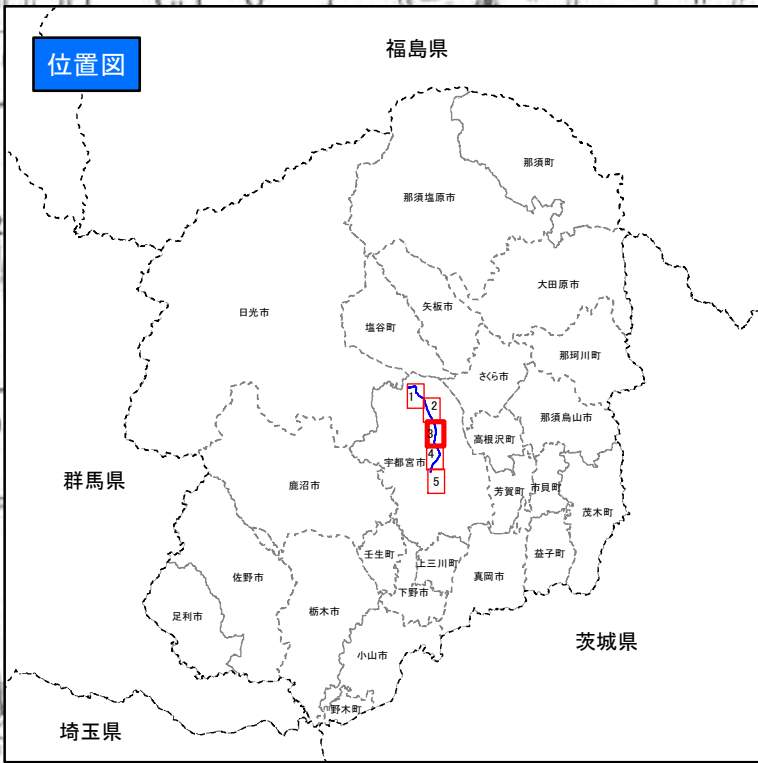 福島県
位置図
那須町
那須塩原市
大田原市
日光市
矢板市
塩谷町
那珂川町
さくら市
1
2
那須烏山市
3
高根沢町
4
宇都宮市
群馬県
鹿沼市
5
芳賀町
市貝町
茂木町
壬生町
上三川町
益子町
佐野市
真岡市
下野市
足利市
栃木市
茨城県
小山市
野木町
埼玉県